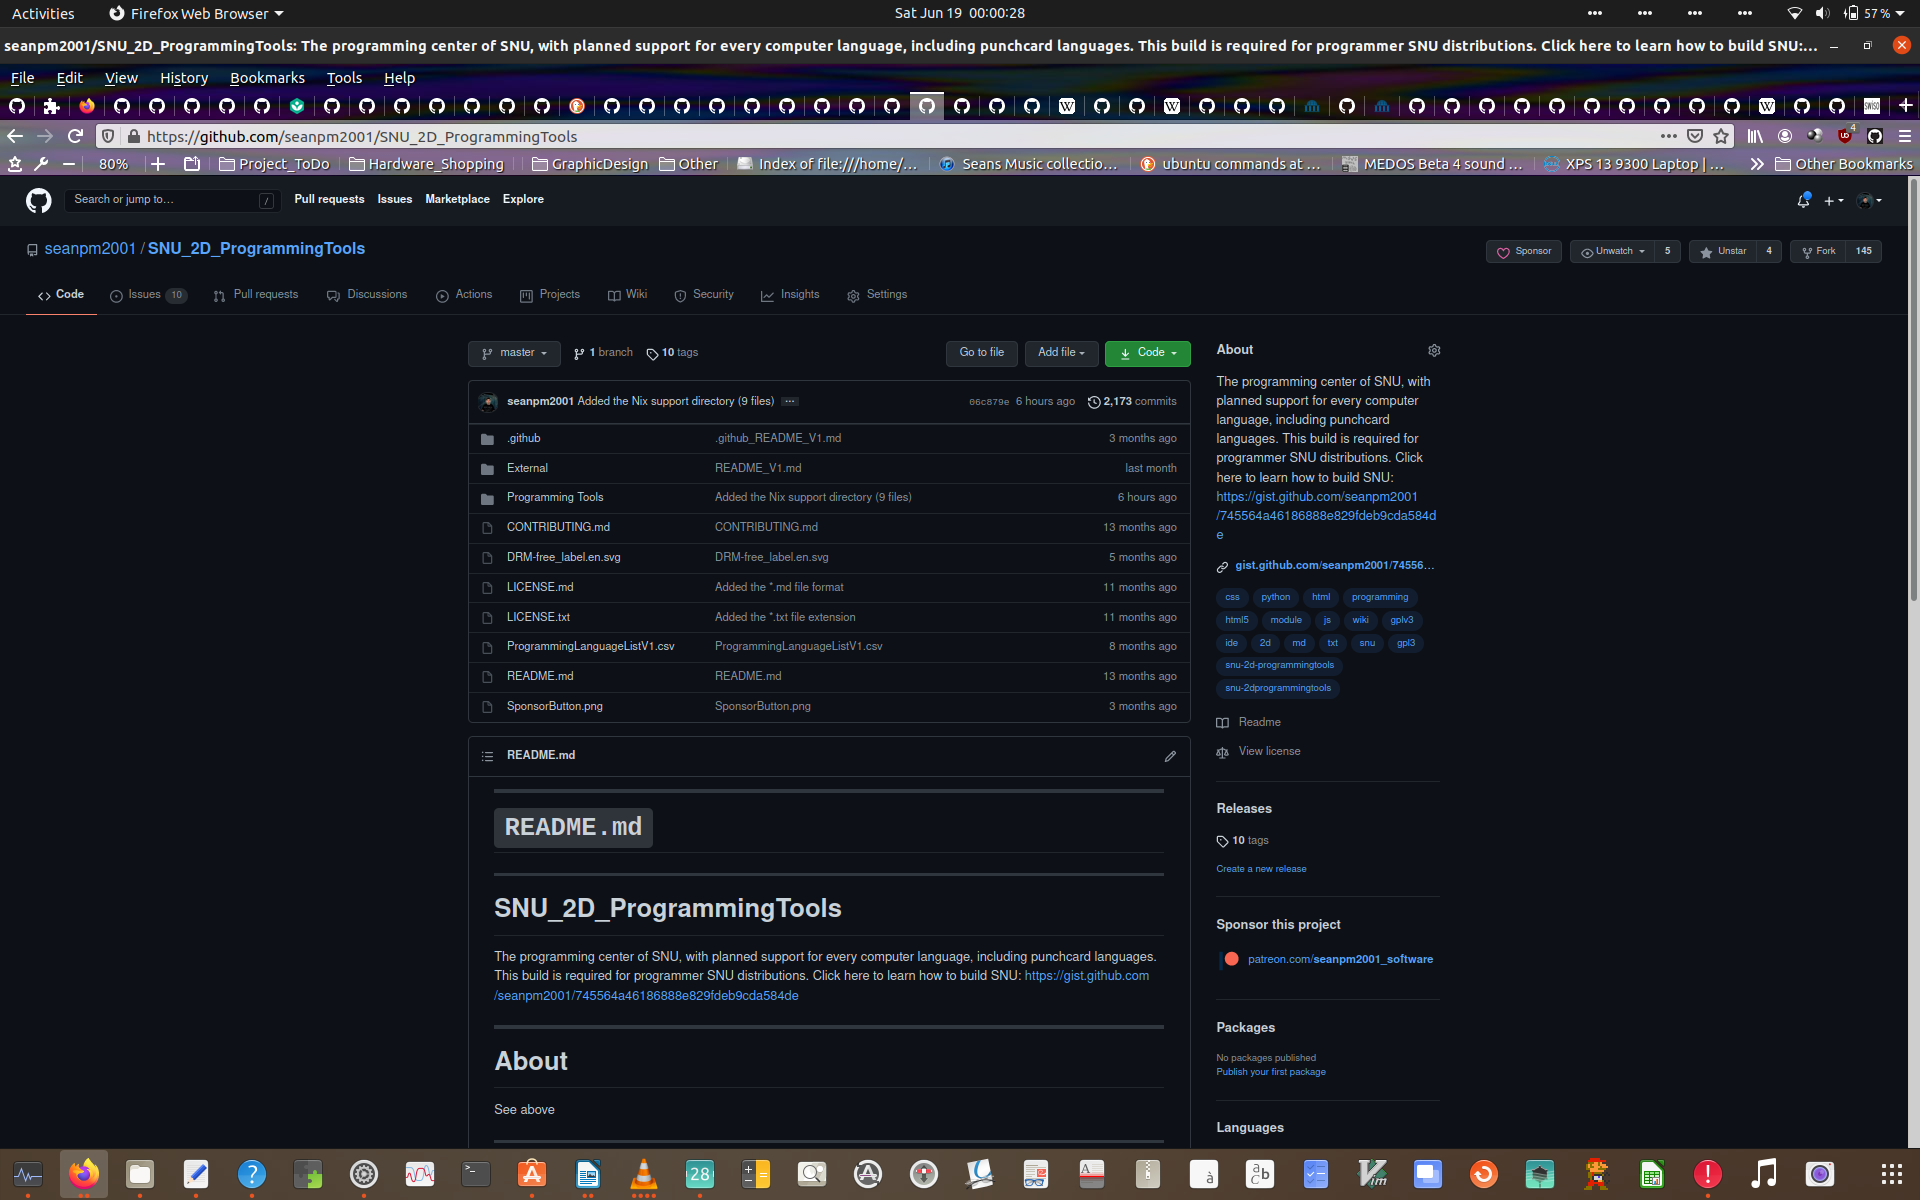 Activities Firefox Web Browser Sat Jun 19 00:00:28 57 %
seanpm2001/SNU_2D_ProgrammingTools: The programming center of SNU, with planned support for every computer language, including punchcard languages. This build is required for programmer SNU distributions. Click here to learn how to build SNU:...
File Edit View History Bookmarks Tools Help
https://github.com/seanpm2001/SNU_2D_ProgrammingTools 4
80% Project_ToDo Hardware_Shopping GraphicDesign Other Index of file:///home/... Seans Music collectio... ubuntu commands at ... MEDOS Beta 4 sound ... XPS 13 9300 Laptop | ... Other Bookmarks
Search or jump to... / Pull requests Issues Marketplace Explore
seanpm2001 / SNU_2D_ProgrammingTools Sponsor Unwatch 5 Unstar 4 Fork 145
Code Issues 10 Pull requests Discussions Actions Projects Wiki Security Insights Settings
master 1 branch 10 tags Go to file Add file Code
seanpm2001 Added the Nix support directory (9 files) ... 06c879e 6 hours ago 2,173 commits
.github .github_README_V1.md 3 months ago
External README_V1.md last month
Programming Tools Added the Nix support directory (9 files) 6 hours ago
CONTRIBUTING.md CONTRIBUTING.md 13 months ago
DRM-free_label.en.svg DRM-free_label.en.svg 5 months ago
LICENSE.md Added the *.md file format 11 months ago
LICENSE.txt Added the *.txt file extension 11 months ago
ProgrammingLanguageListV1.csv ProgrammingLanguageListV1.csv 8 months ago
README.md README.md 13 months ago
SponsorButton.png SponsorButton.png 3 months ago
README.md
README.md
SNU_2D_ProgrammingTools
The programming center of SNU, with planned support for every computer language, including punchcard languages.
This build is required for programmer SNU distributions. Click here to learn how to build SNU: https://gist.github.com
/seanpm2001/745564a46186888e829fdeb9cda584de
About
See above
About
The programming center of SNU, with
planned support for every computer
language, including punchcard
languages. This build is required for
programmer SNU distributions. Click
here to learn how to build SNU:
https://gist.github.com/seanpm2001
/745564a46186888e829fdeb9cda584d
e
gist.github.com/seanpm2001/74556...
css python html programming
html5 module js wiki gplv3
ide 2d md txt snu gpl3
snu-2d-programmingtools
snu-2dprogrammingtools
Readme
View license
Releases
10 tags
Create a new release
Sponsor this project
patreon.com/seanpm2001_software
Packages
No packages published
Publish your first package
Languages
28